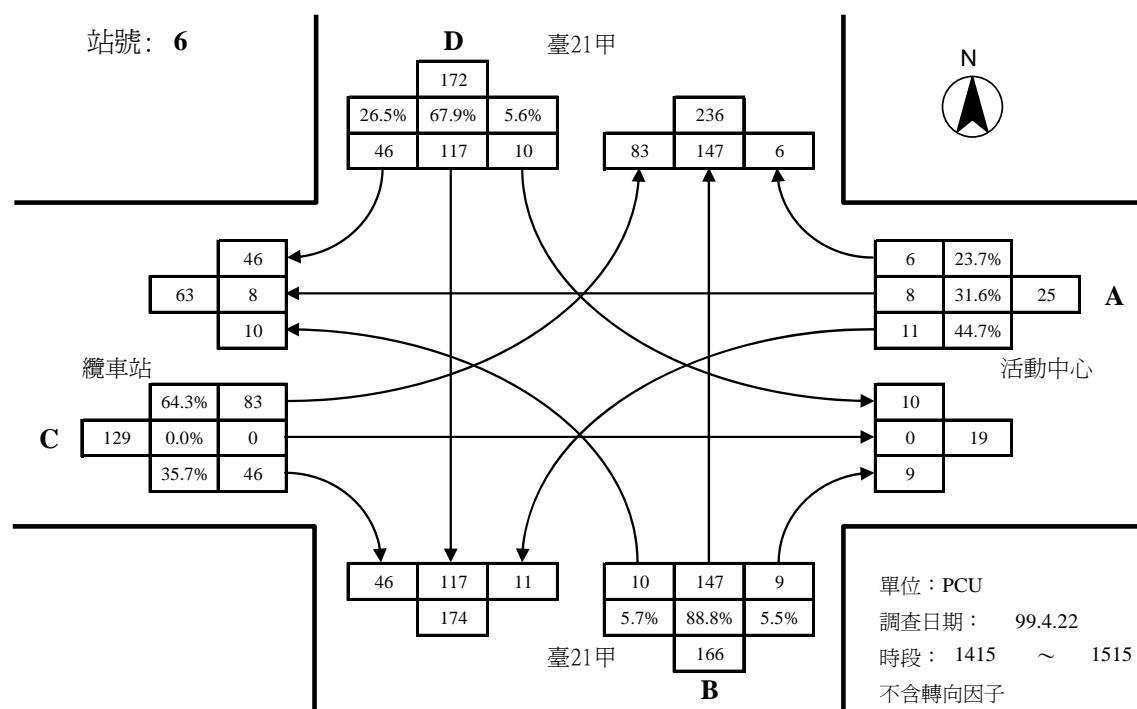 站號: 6
D
臺21甲
N
172
26.5% 67.9% 5.6%
46 117 10
236
83 147 6
46
63 8
10
6 23.7%
8 31.6% 25
11 44.7%
A
纜車站
活動中心
C
64.3% 83
129 0.0% 0
35.7% 46
10
0 19
9
46 117 11
174
10 147 9
5.7% 88.8% 5.5%
166
臺21甲
B
單位：PCU
調查日期： 99.4.22
時段： 1415 ～ 1515
不含轉向因子